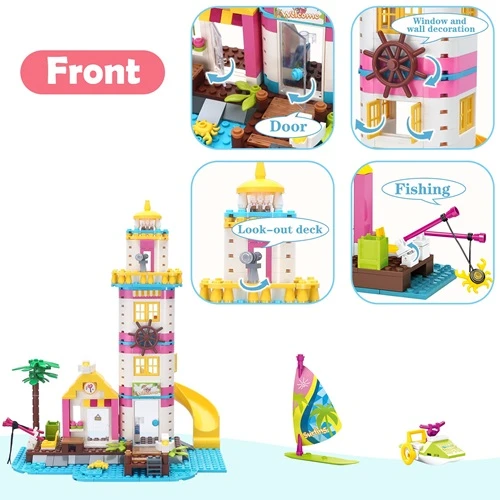 Front
Welcome
Door
Window and
wall decoration
Look-out deck
Fishing